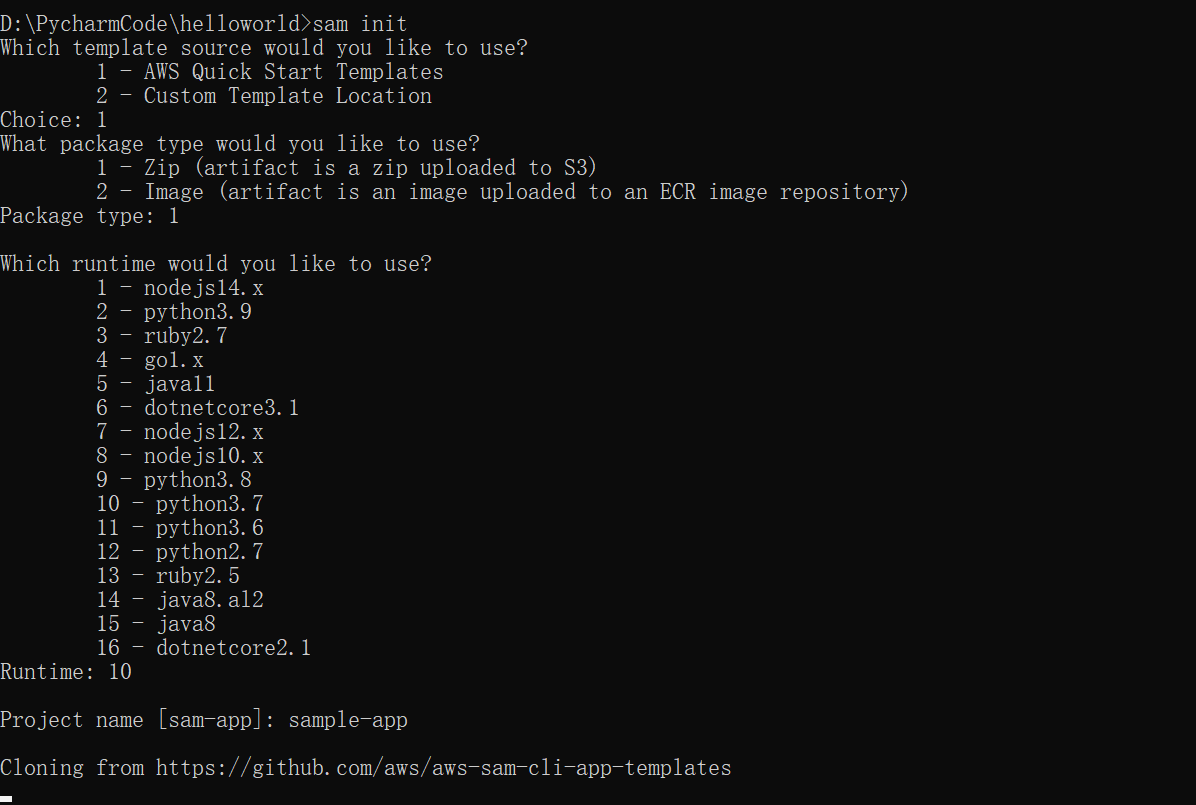 D:\PycharmCode\helloworld>sam init
Which template source would you like to use?
1 - AWS Quick Start Templates
2 - Custom Template Location
Choice: 1
What package type would you like to use?
1 - Zip (artifact is a zip uploaded to S3)
2 - Image (artifact is an image uploaded to an ECR image repository)
Package type: 1
Which runtime would you like to use?
1 - nodejs14.x
2 - python3.9
3 - ruby2.7
4 - go1.x
5 - java11
6 - dotnetcore3.1
7 - nodejs12.x
8 - nodejs10.x
9 - python3.8
10 - python3.7
11 - python3.6
12 - python2.7
13 - ruby2.5
14 - java8.al2
15 - java8
16 - dotnetcore2.1
Runtime: 10
Project name [sam-app]: sample-app
Cloning from https://github.com/aws/aws-sam-cli-app-templates